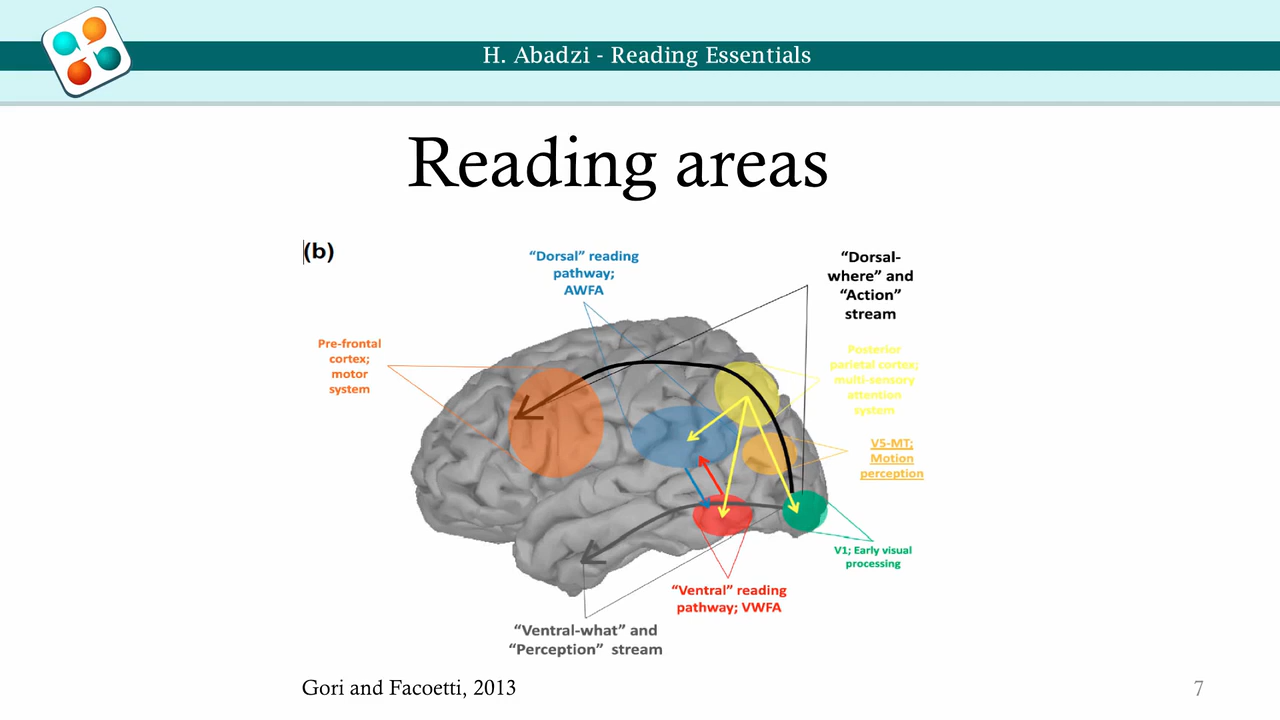 H. Abadzi - Reading Essentials
Reading areas
(b)
“Dorsal” reading
pathway;
AWFA
“Dorsal-
where” and
“Action”
stream
Pre-frontal
cortex;
motor
system
Posterior
parietal cortex;
multi-sensory
attention
system
V5-MT;
Motion
perception
V1; Early visual
processing
“Ventral” reading
pathway; VWFA
“Ventral-what” and
“Perception” stream
Gori and Facoetti, 2013
7